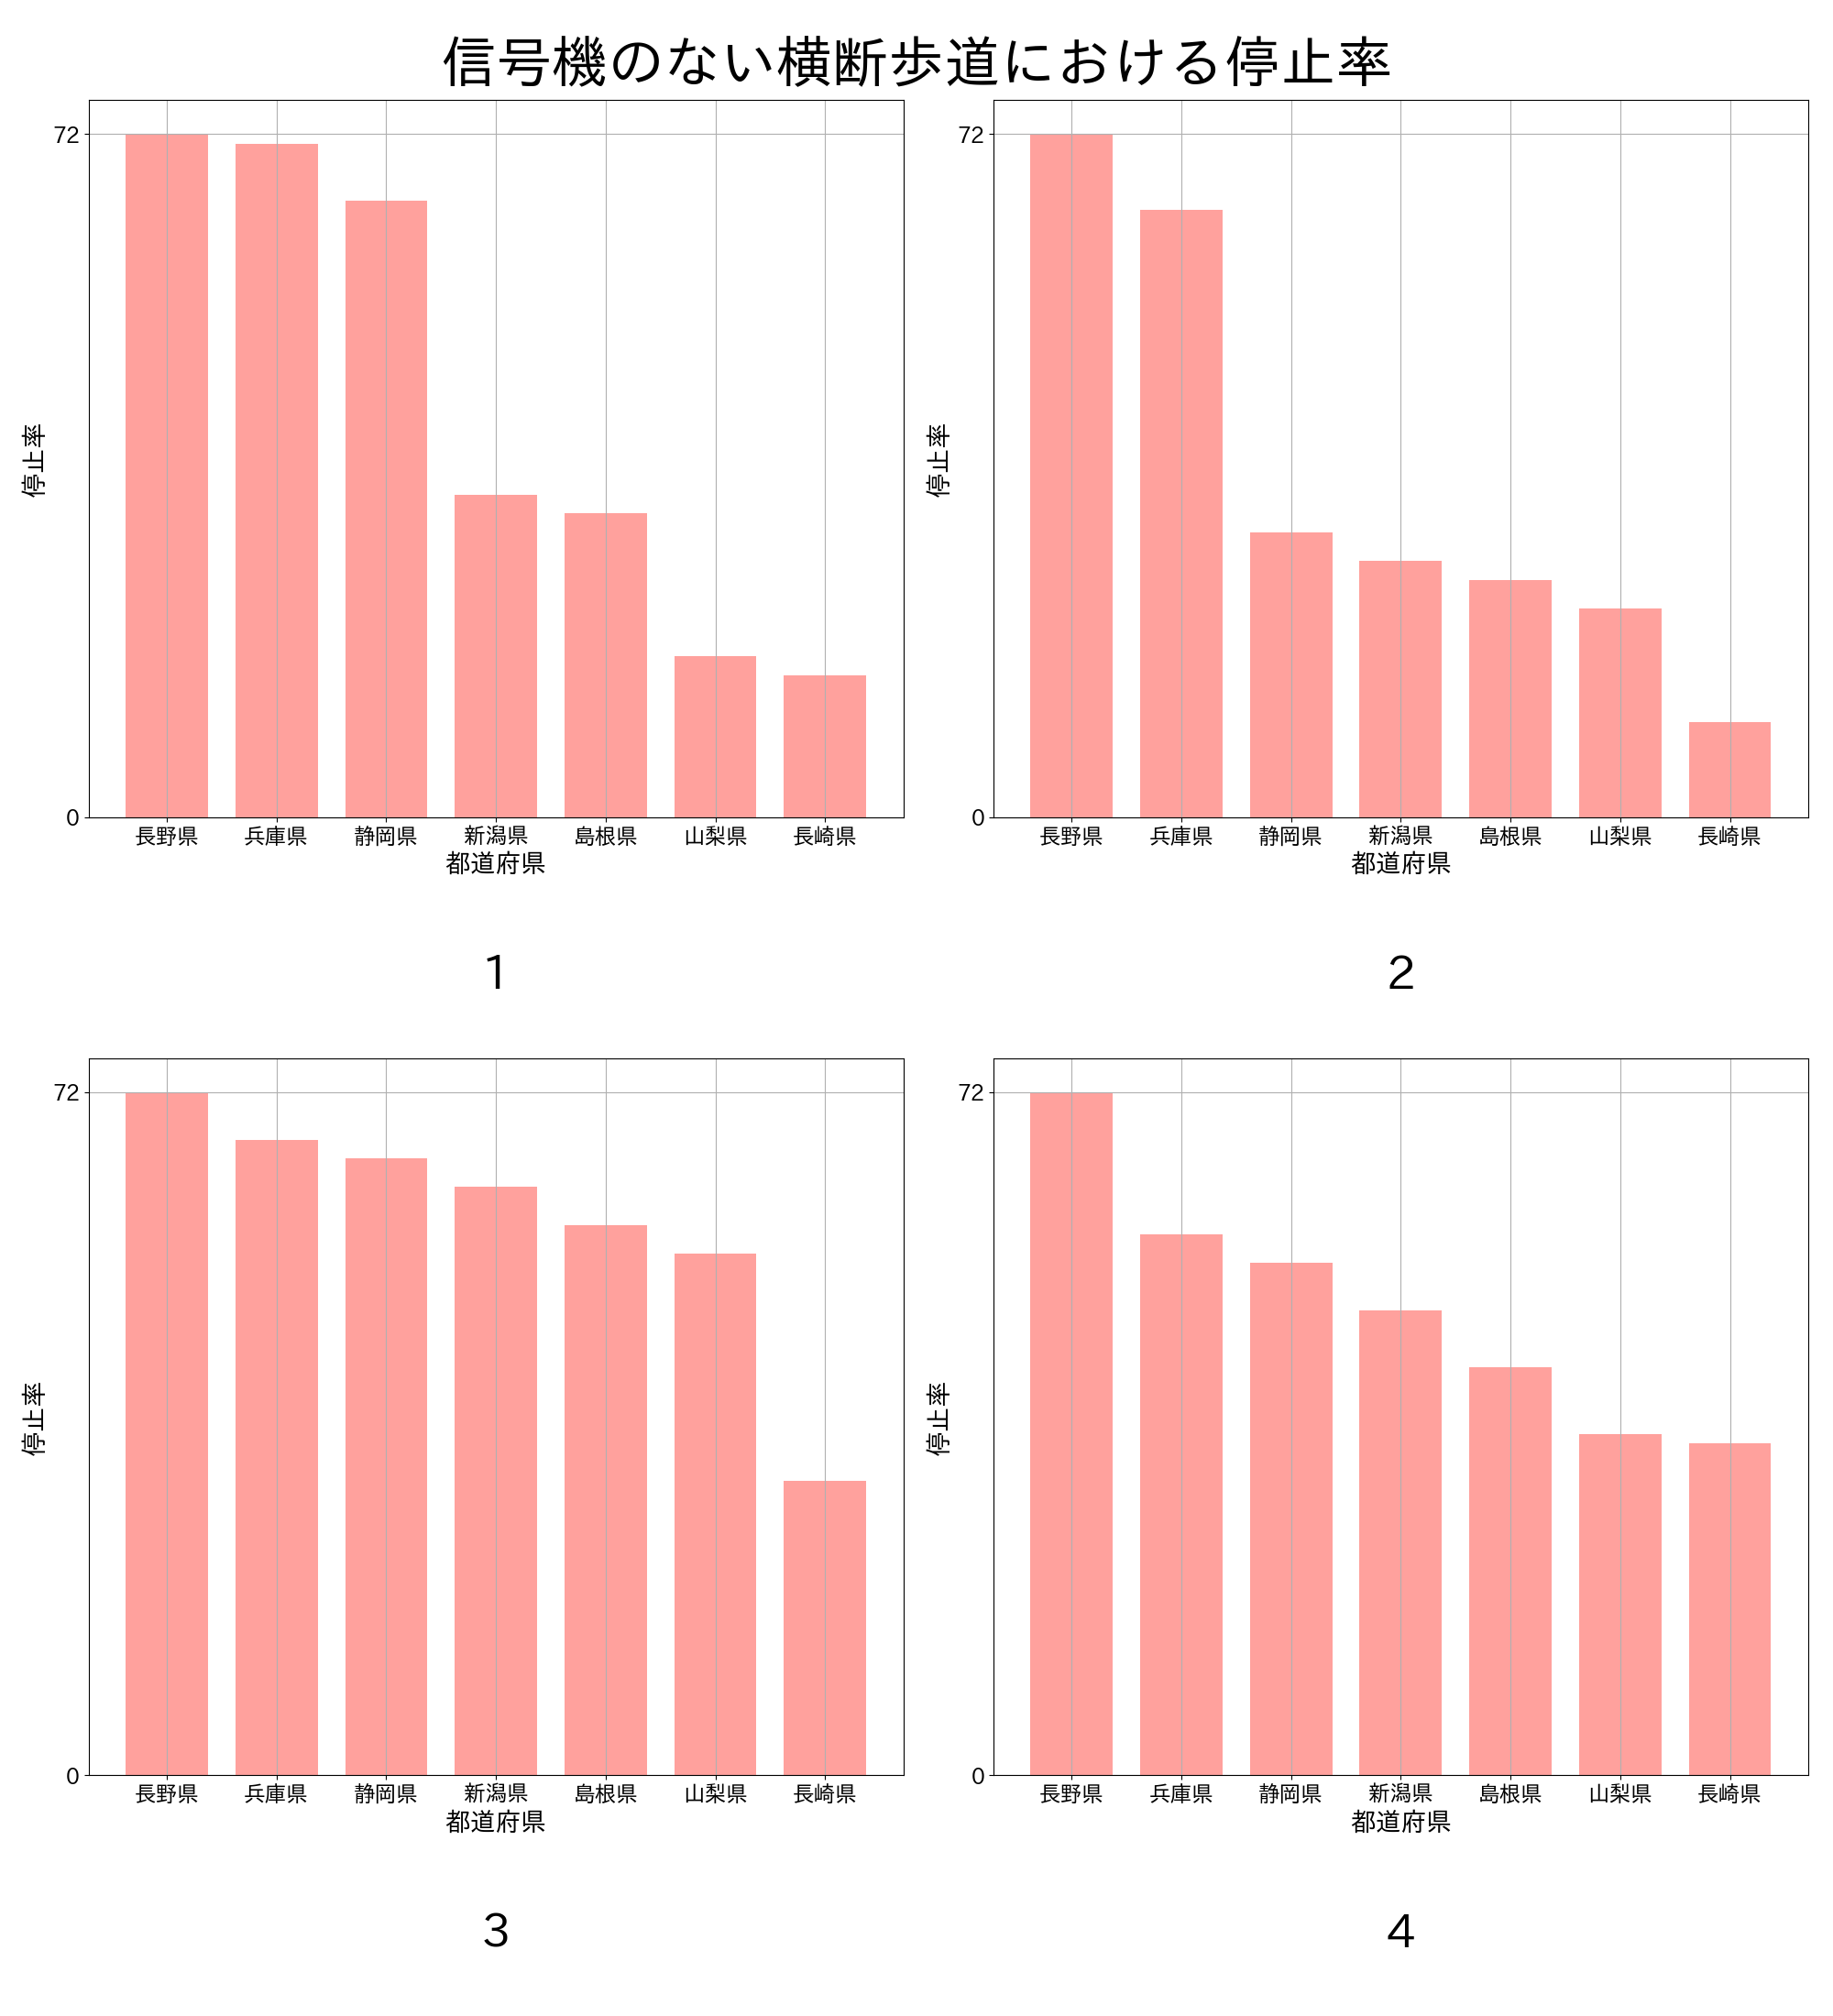 信号機のない横断歩道における停止率
72
0
停止率
長野県 兵庫県 静岡県 新潟県 島根県 山梨県 長崎県
都道府県
1
72
0
停止率
長野県 兵庫県 静岡県 新潟県 島根県 山梨県 長崎県
都道府県
2
72
0
停止率
長野県 兵庫県 静岡県 新潟県 島根県 山梨県 長崎県
都道府県
3
72
0
停止率
長野県 兵庫県 静岡県 新潟県 島根県 山梨県 長崎県
都道府県
4